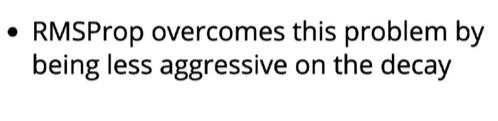 • RMSProp overcomes this problem by
being less aggressive on the decay